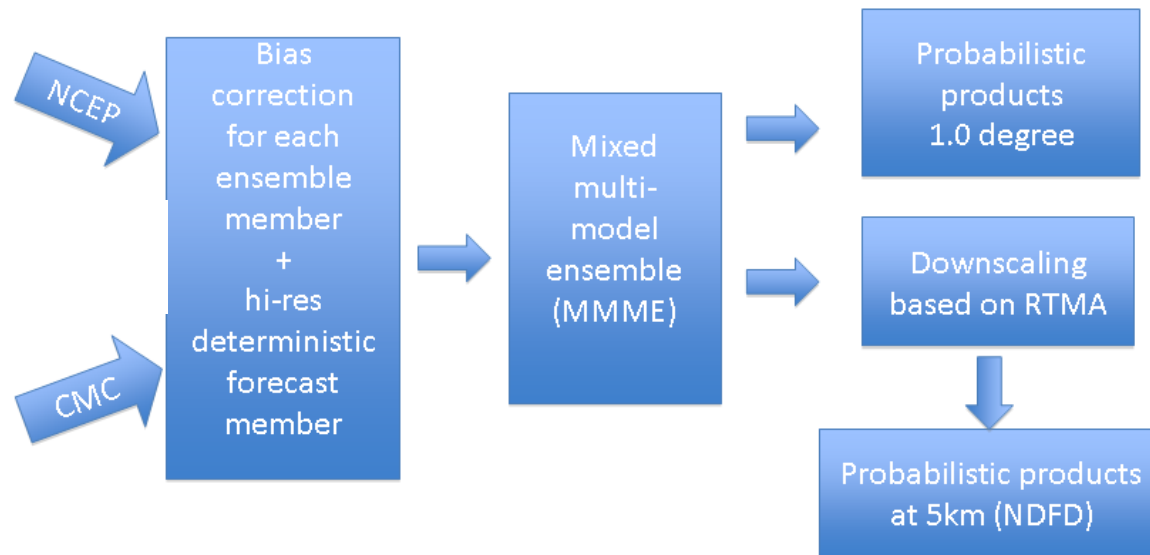 NCEP
CMC
Bias
correction
for each
ensemble
member
+
hi-res
deterministic
forecast
member
Mixed
multi-
model
ensemble
(MMME)
Probabilistic
products
1.0 degree
Downscaling
based on RTMA
Probabilistic products
at 5km (NDFD)